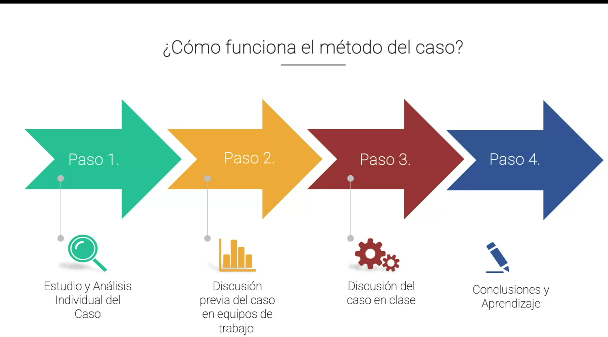 ¿Cómo funciona el método del caso?
Paso 1.
Paso 2.
Paso 3.
Paso 4.
Estudio y Análisis
Individual del
Caso
Discusión
previa del caso
en equipos de
trabajo.
Discusión del
caso en clase
Conclusiones y
Aprendizaje